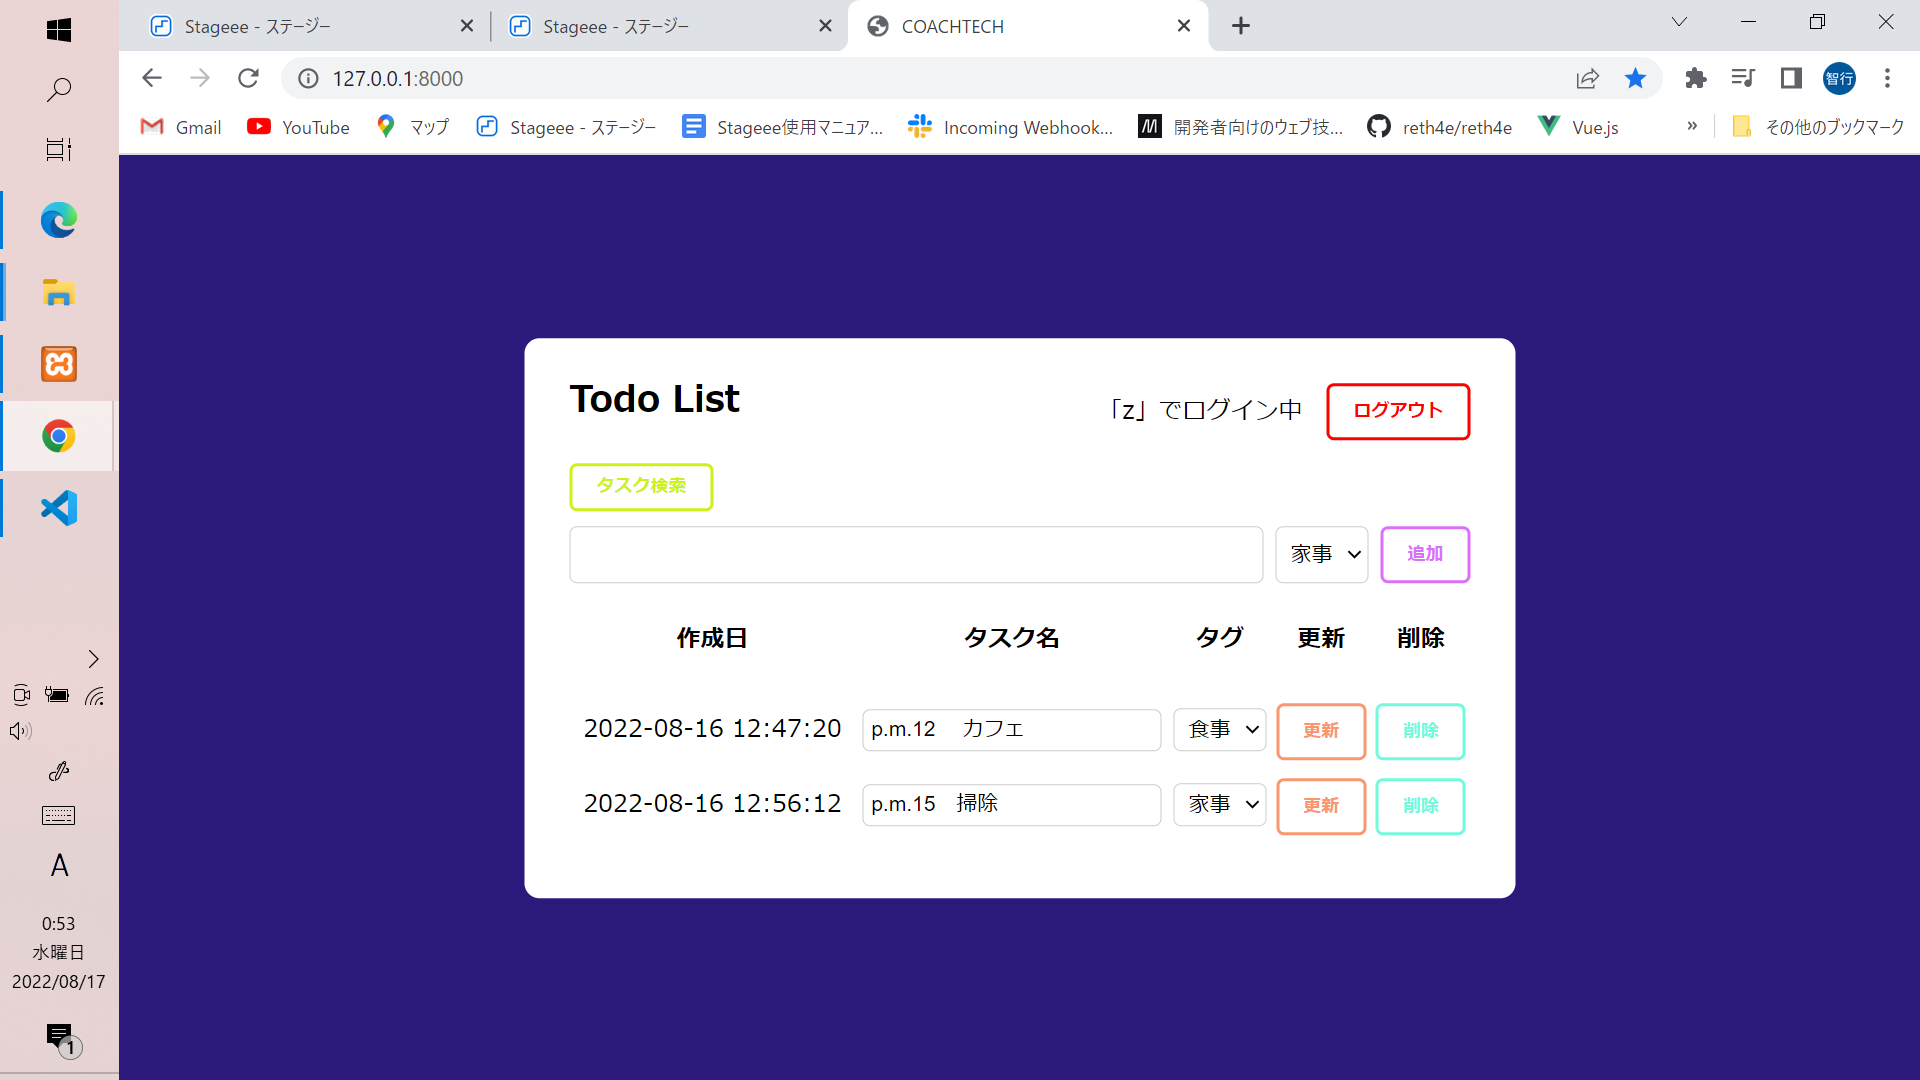 Stageee - ステージー
Stageee - ステージー
COACHTECH
127.0.0.1:8000
智行
Gmail
YouTube
マップ
Stageee - ステージー
Stageee使用マニュア...
Incoming Webhook...
開発者向けのウェブ技...
reth4e/reth4e
Vue.js
»
その他のブックマーク
Todo List
「z」でログイン中
ログアウト
タスク検索
家事
追加
作成日 タスク名 タグ 更新 削除
2022-08-16 12:47:20 p.m.12 カフェ 食事 更新 削除
2022-08-16 12:56:12 p.m.15 掃除 家事 更新 削除
A
0:53
水曜日
2022/08/17
1